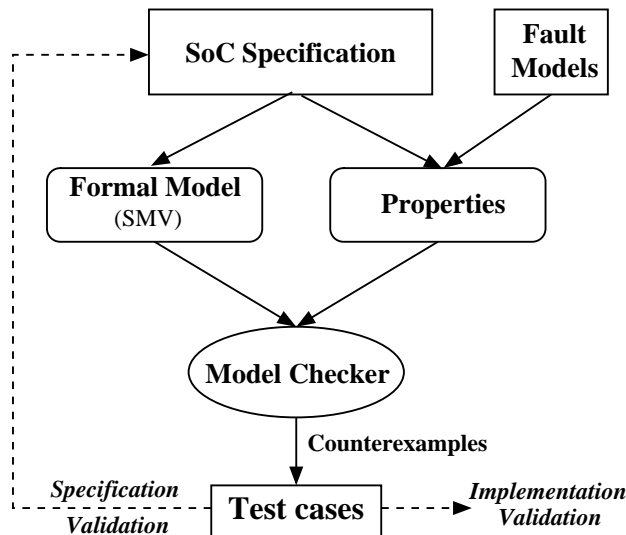 SoC Specification
Fault
Models
Formal Model
(SMV)
Properties
Model Checker
Counterexamples
Specification
Validation
Test cases
Implementation
Validation